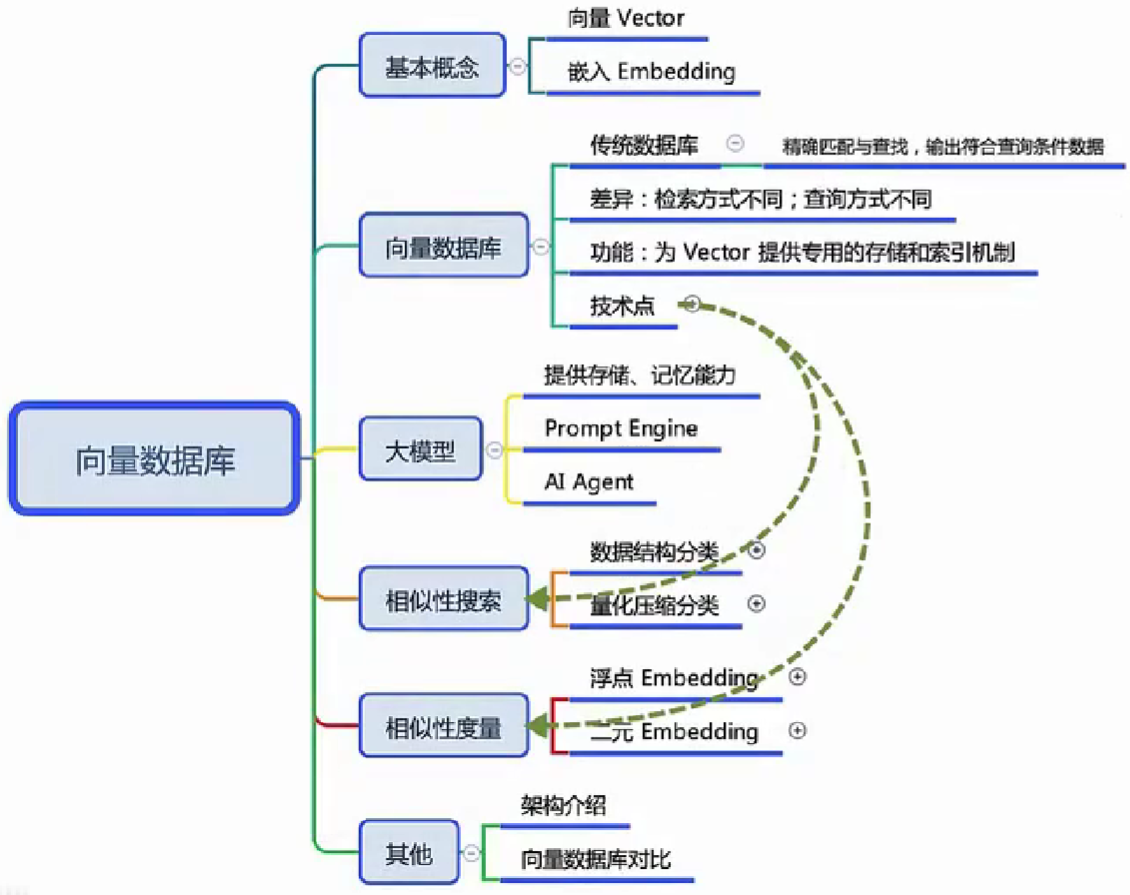 向量 Vector
基本概念
嵌入 Embedding
传统数据库
精确匹配与查找，输出符合查询条件数据
差异：检索方式不同；查询方式不同
向量数据库
功能：为 Vector 提供专用的存储和索引机制
技术点
提供存储、记忆能力
Prompt Engine
大模型
向量数据库
AI Agent
数据结构分类
相似性搜索
量化压缩分类
浮点 Embedding
相似性度量
二元 Embedding
架构介绍
其他
向量数据库对比